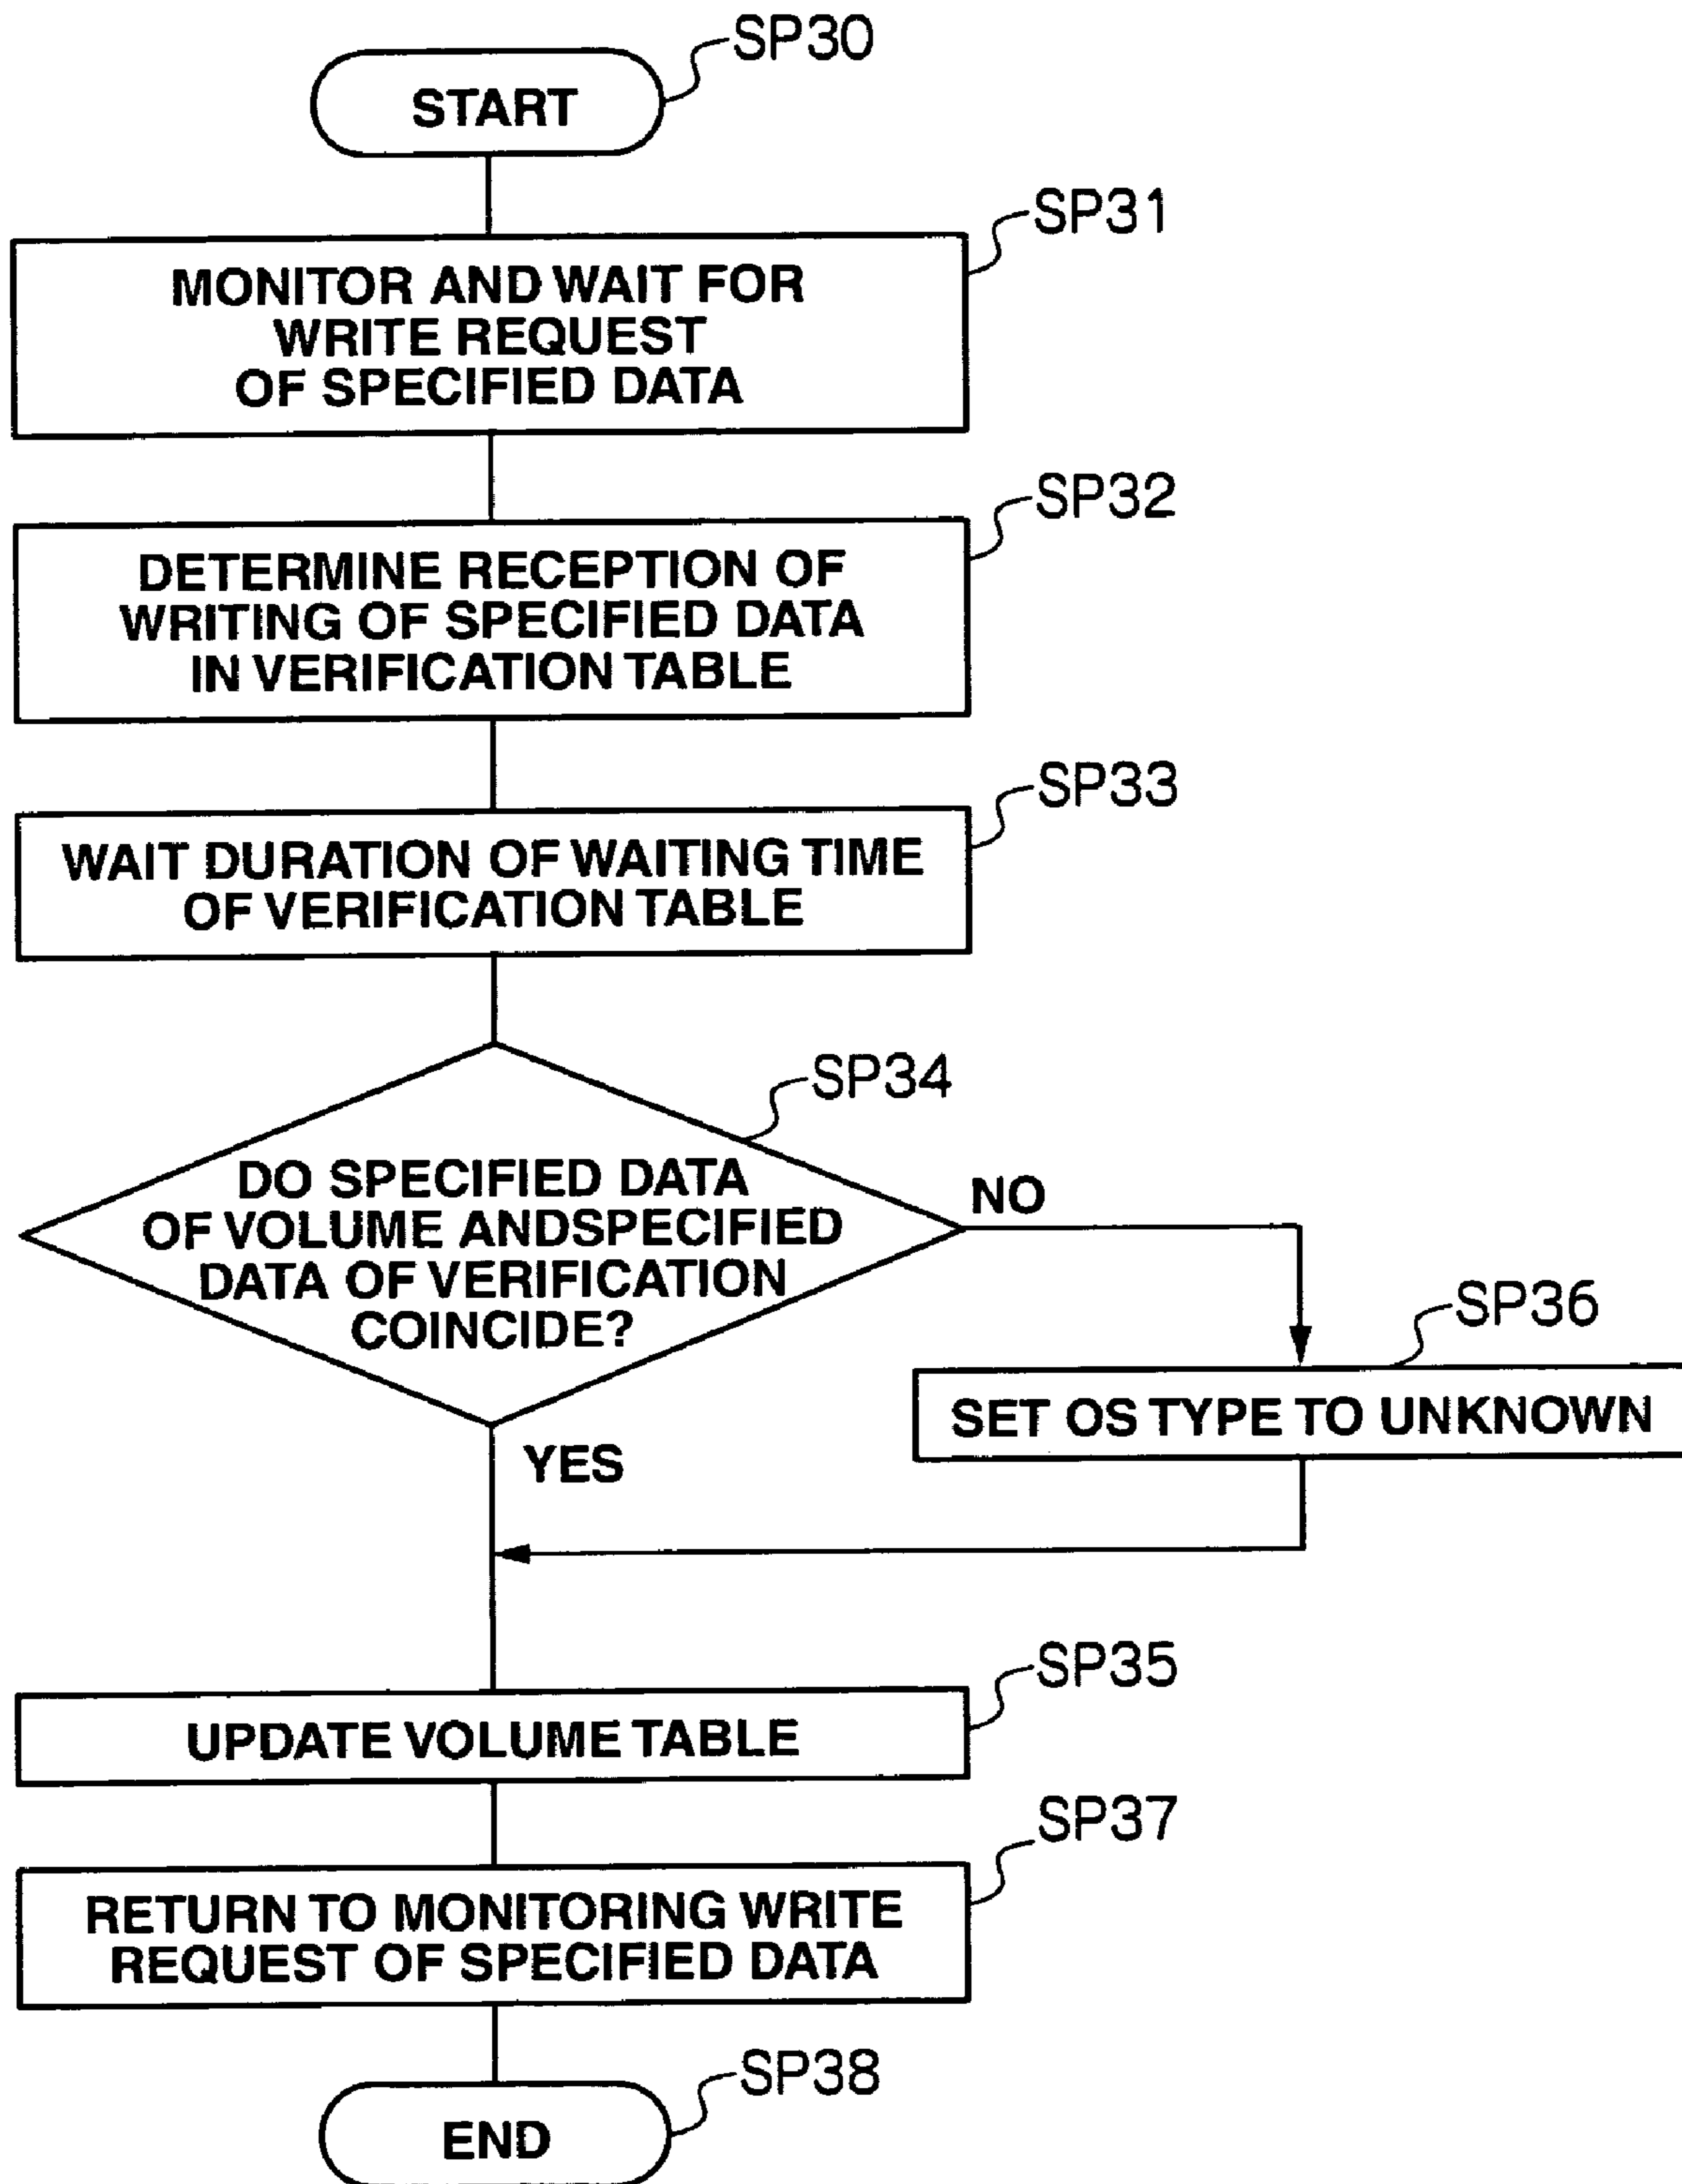 SP30
START
SP31
MONITOR AND WAIT FOR
WRITE REQUEST
OF SPECIFIED DATA
SP32
DETERMINE RECEPTION OF
WRITING OF SPECIFIED DATA
IN VERIFICATION TABLE
SP33
WAIT DURATION OF WAITING TIME
OF VERIFICATION TABLE
SP34
DO SPECIFIED DATA
OF VOLUME ANDSPECIFIED
DATA OF VERIFICATION
COINCIDE?
NO
SP36
SET OS TYPE TO UNKNOWN
YES
SP35
UPDATE VOLUME TABLE
SP37
RETURN TO MONITORING WRITE
REQUEST OF SPECIFIED DATA
SP38
END